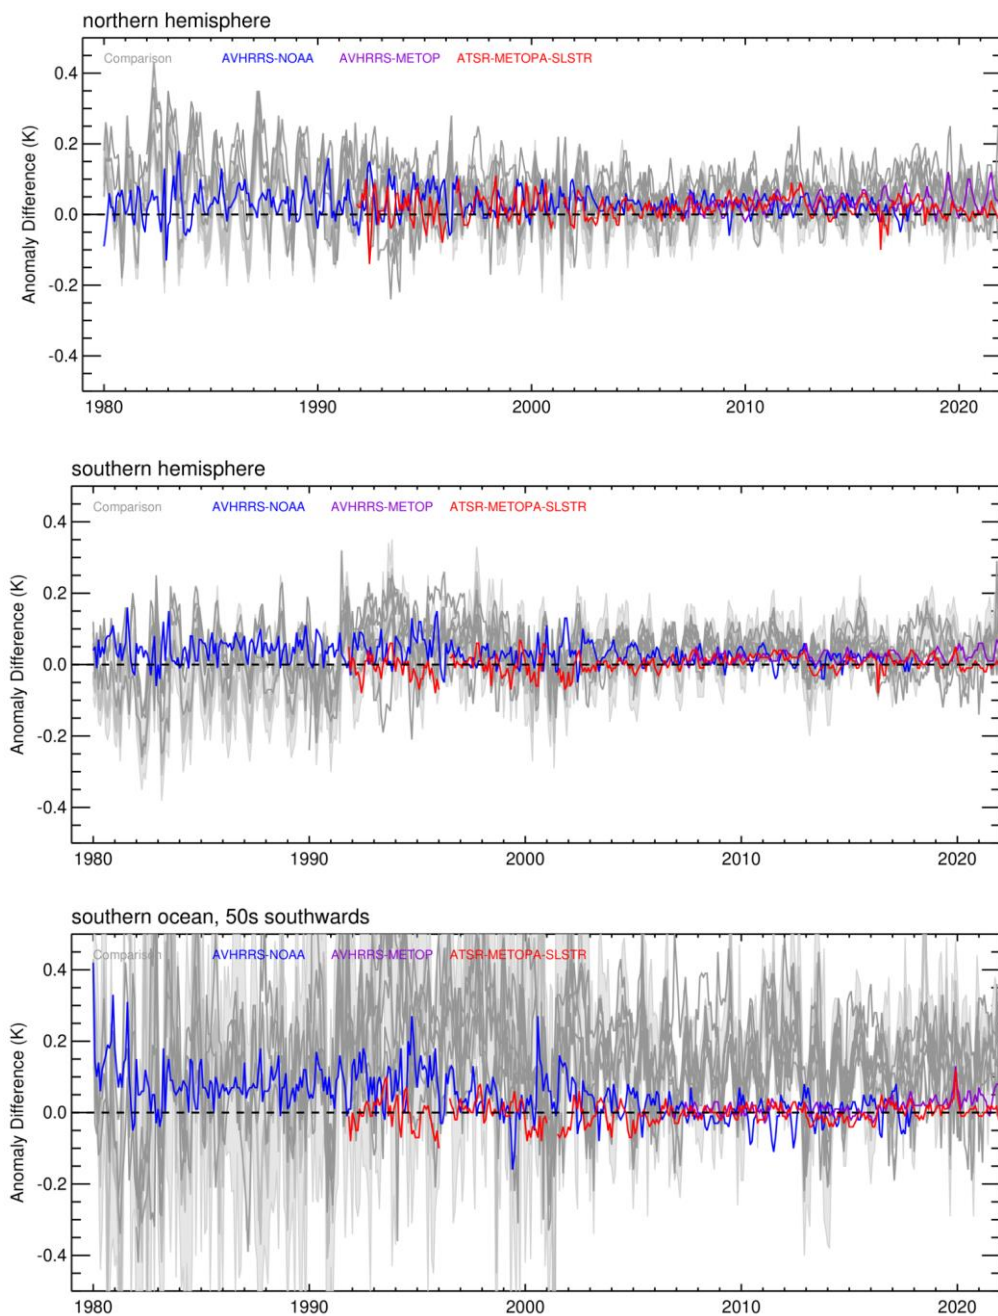 northern hemisphere
Comparison AVHRRS-NOAA AVHRRS-METOP ATSR-METOPA-SLSTR
0.4
0.2
0.0
-0.2
-0.4
Anomaly Difference (K)
1980 1990 2000 2010 2020
southern hemisphere
Comparison AVHRRS-NOAA AVHRRS-METOP ATSR-METOPA-SLSTR
0.4
0.2
0.0
-0.2
-0.4
Anomaly Difference (K)
1980 1990 2000 2010 2020
southern ocean, 50s southwards
Comparison AVHRRS-NOAA AVHRRS-METOP ATSR-METOPA-SLSTR
0.4
0.2
0.0
-0.2
-0.4
Anomaly Difference (K)
1980 1990 2000 2010 2020